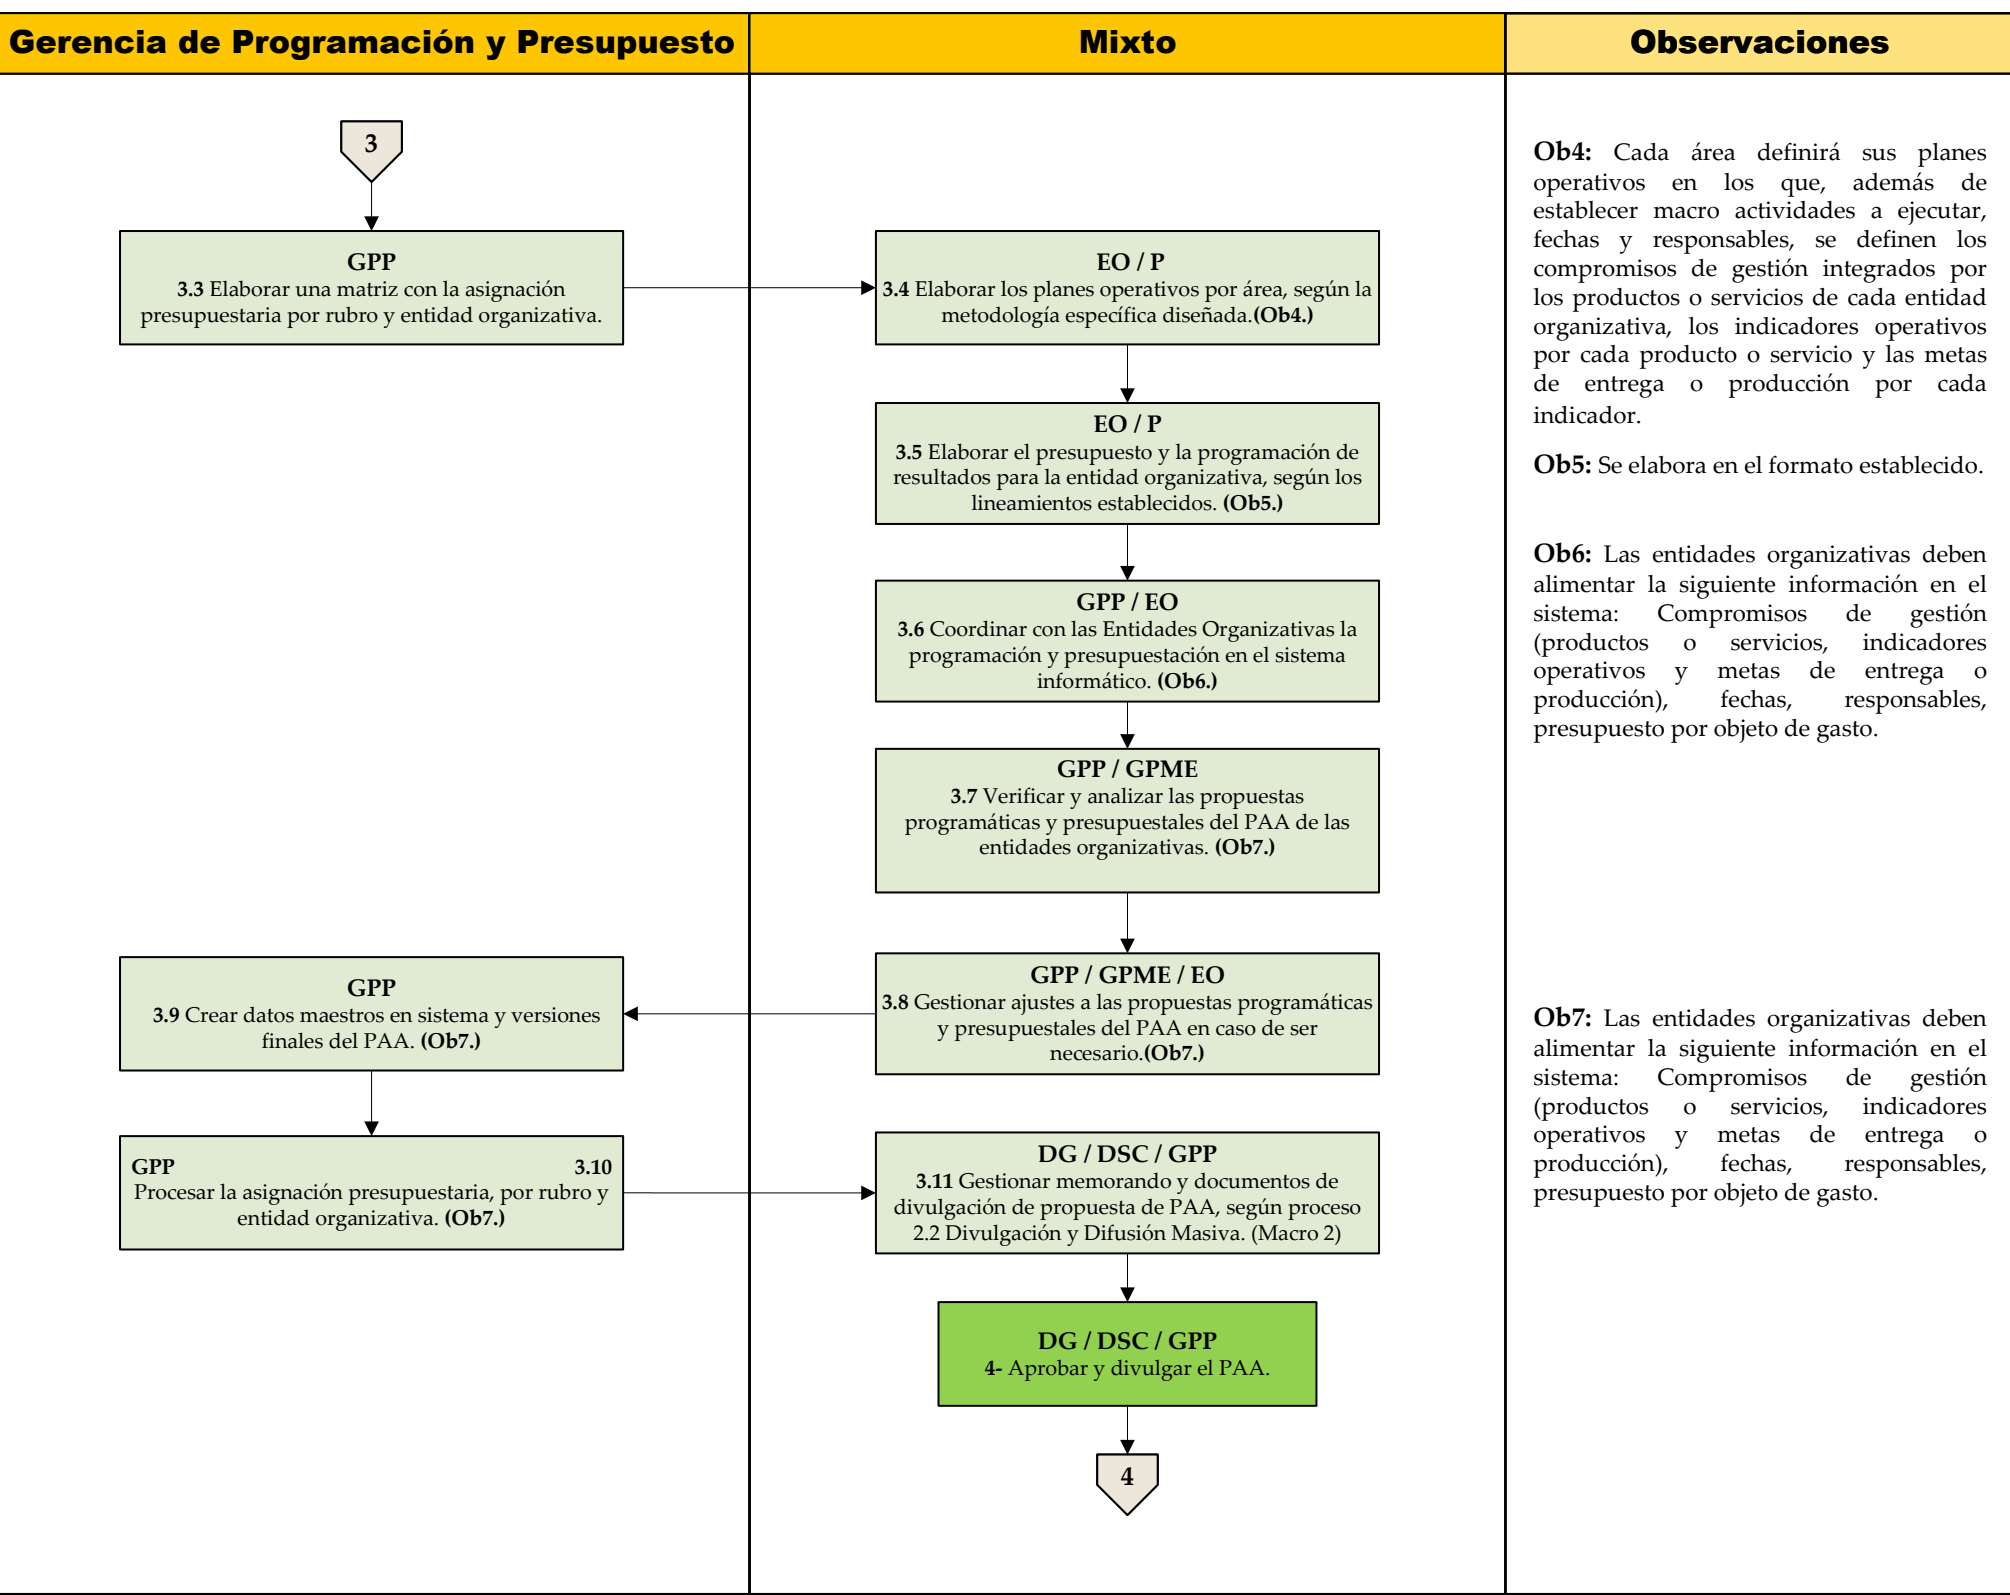 Gerencia de Programación y Presupuesto
Mixto
Observaciones
3
GPP
3.3 Elaborar una matriz con la asignación
presupuestaria por rubro y entidad organizativa.
EO / P
3.4 Elaborar los planes operativos por área, según la
metodología específica diseñada.(Ob4.)
EO / P
3.5 Elaborar el presupuesto y la programación de
resultados para la entidad organizativa, según los
lineamientos establecidos. (Ob5.)
GPP / EO
3.6 Coordinar con las Entidades Organizativas la
programación y presupuestación en el sistema
informático. (Ob6.)
GPP / GPME
3.7 Verificar y analizar las propuestas
programáticas y presupuestales del PAA de las
entidades organizativas. (Ob7.)
GPP / GPME / EO
3.8 Gestionar ajustes a las propuestas programáticas
y presupuestales del PAA en caso de ser
necesario.(Ob7.)
GPP
3.9 Crear datos maestros en sistema y versiones
finales del PAA. (Ob7.)
GPP 3.10
Procesar la asignación presupuestaria, por rubro y
entidad organizativa. (Ob7.)
DG / DSC / GPP
3.11 Gestionar memorando y documentos de
divulgación de propuesta de PAA, según proceso
2.2 Divulgación y Difusión Masiva. (Macro 2)
DG / DSC / GPP
4- Aprobar y divulgar el PAA.
4
Ob4: Cada área definirá sus planes
operativos en los que, además de
establecer macro actividades a ejecutar,
fechas y responsables, se definen los
compromisos de gestión integrados por
los productos o servicios de cada entidad
organizativa, los indicadores operativos
por cada producto o servicio y las metas
de entrega o producción por cada
indicador.
Ob5: Se elabora en el formato establecido.
Ob6: Las entidades organizativas deben
alimentar la siguiente información en el
sistema: Compromisos de gestión
(productos o servicios, indicadores
operativos y metas de entrega o
producción), fechas, responsables,
presupuesto por objeto de gasto.
Ob7: Las entidades organizativas deben
alimentar la siguiente información en el
sistema: Compromisos de gestión
(productos o servicios, indicadores
operativos y metas de entrega o
producción), fechas, responsables,
presupuesto por objeto de gasto.